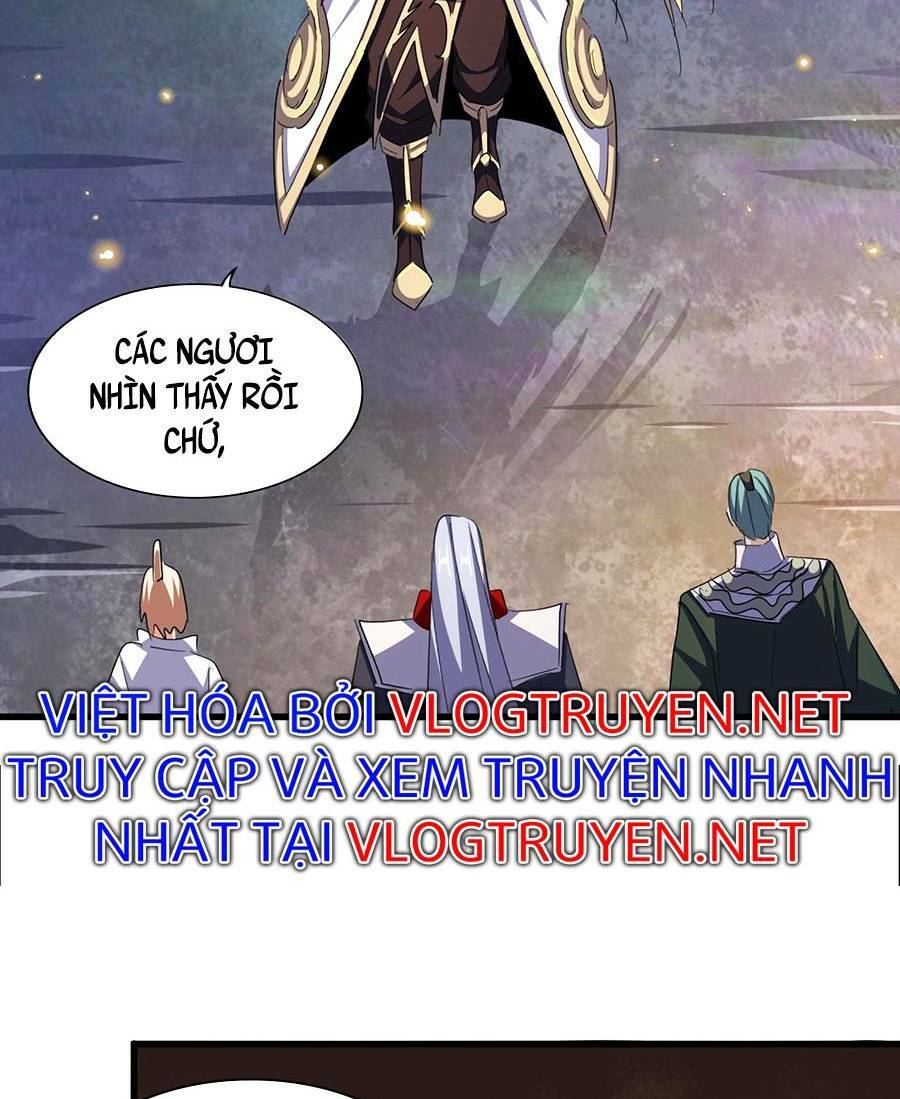 CÁC NGƯƠI
NHÌN THẤY RỒI
CHỨ,
VIỆT HÓA BỞI VLOGTRUYEN.NET
TRUY CẬP VÀ XEM TRUYỆN NHANH
NHẤT TẠI VLOGTRUYEN.NET